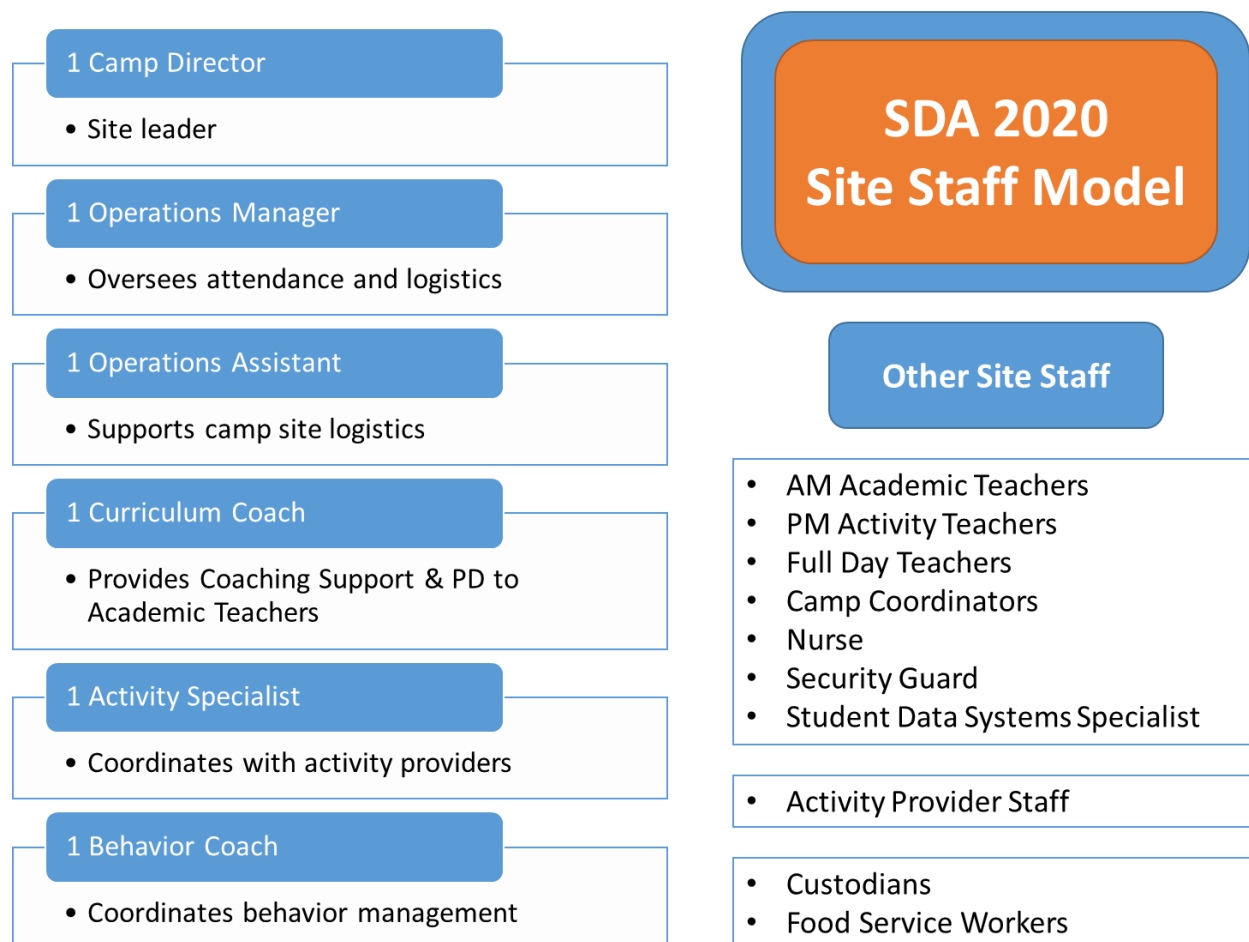 1 Camp Director
• Site leader
1 Operations Manager
• Oversees attendance and logistics
1 Operations Assistant
• Supports camp site logistics
1 Curriculum Coach
• Provides Coaching Support & PD to
Academic Teachers
1 Activity Specialist
• Coordinates with activity providers
1 Behavior Coach
• Coordinates behavior management
SDA 2020
Site Staff Model
Other Site Staff
• AM Academic Teachers
• PM Activity Teachers
• Full Day Teachers
• Camp Coordinators
• Nurse
• Security Guard
• Student Data Systems Specialist
• Activity Provider Staff
• Custodians
• Food Service Workers